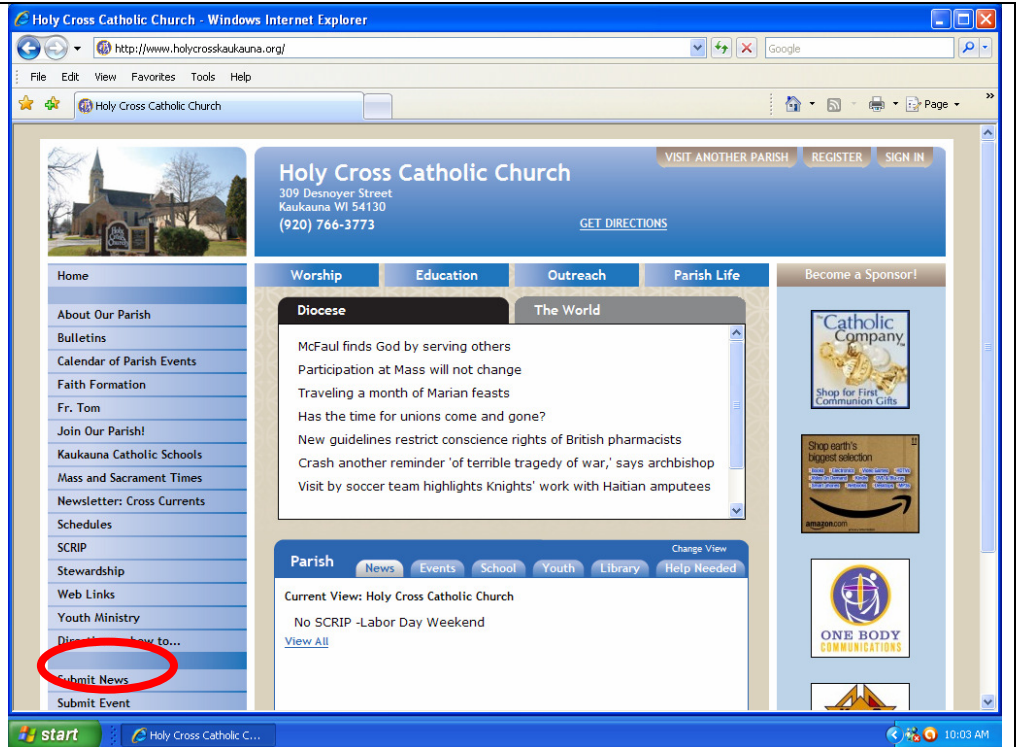 Holy Cross Catholic Church - Windows Internet Explorer
http://www.holycrosskaukauna.org/
Google
File Edit View Favorites Tools Help
Holy Cross Catholic Church
Page
VISIT ANOTHER PARISH REGISTER SIGN IN
Holy Cross Catholic Church
309 Desnoyer Street
Kaukauna WI 54130
(920) 766-3773
GET DIRECTIONS
Holy Cross Church
Home
About Our Parish
Bulletins
Calendar of Parish Events
Faith Formation
Fr. Tom
Join Our Parish!
Kaukauna Catholic Schools
Mass and Sacrament Times
Newsletter: Cross Currents
Schedules
SCRIP
Stewardship
Web Links
Youth Ministry
to...
Submit News
Submit Event
Worship Education Outreach Parish Life
Diocese The World
McFaul finds God by serving others
Participation at Mass will not change
Traveling a month of Marian feasts
Has the time for unions come and gone?
New guidelines restrict conscience rights of British pharmacists
Crash another reminder 'of terrible tragedy of war,' says archbishop
Visit by soccer team highlights Knights' work with Haitian amputees
Change View
Parish News Events School Youth Library Help Needed
Current View: Holy Cross Catholic Church
No SCRIP -Labor Day Weekend
View All
Become a Sponsor!
The Catholic Company
Shop for First
Communion Gifts
Shop earth's
biggest selection
amazon.com
ONE BODY
COMMUNICATIONS
start Holy Cross Catholic C... 10:03 AM